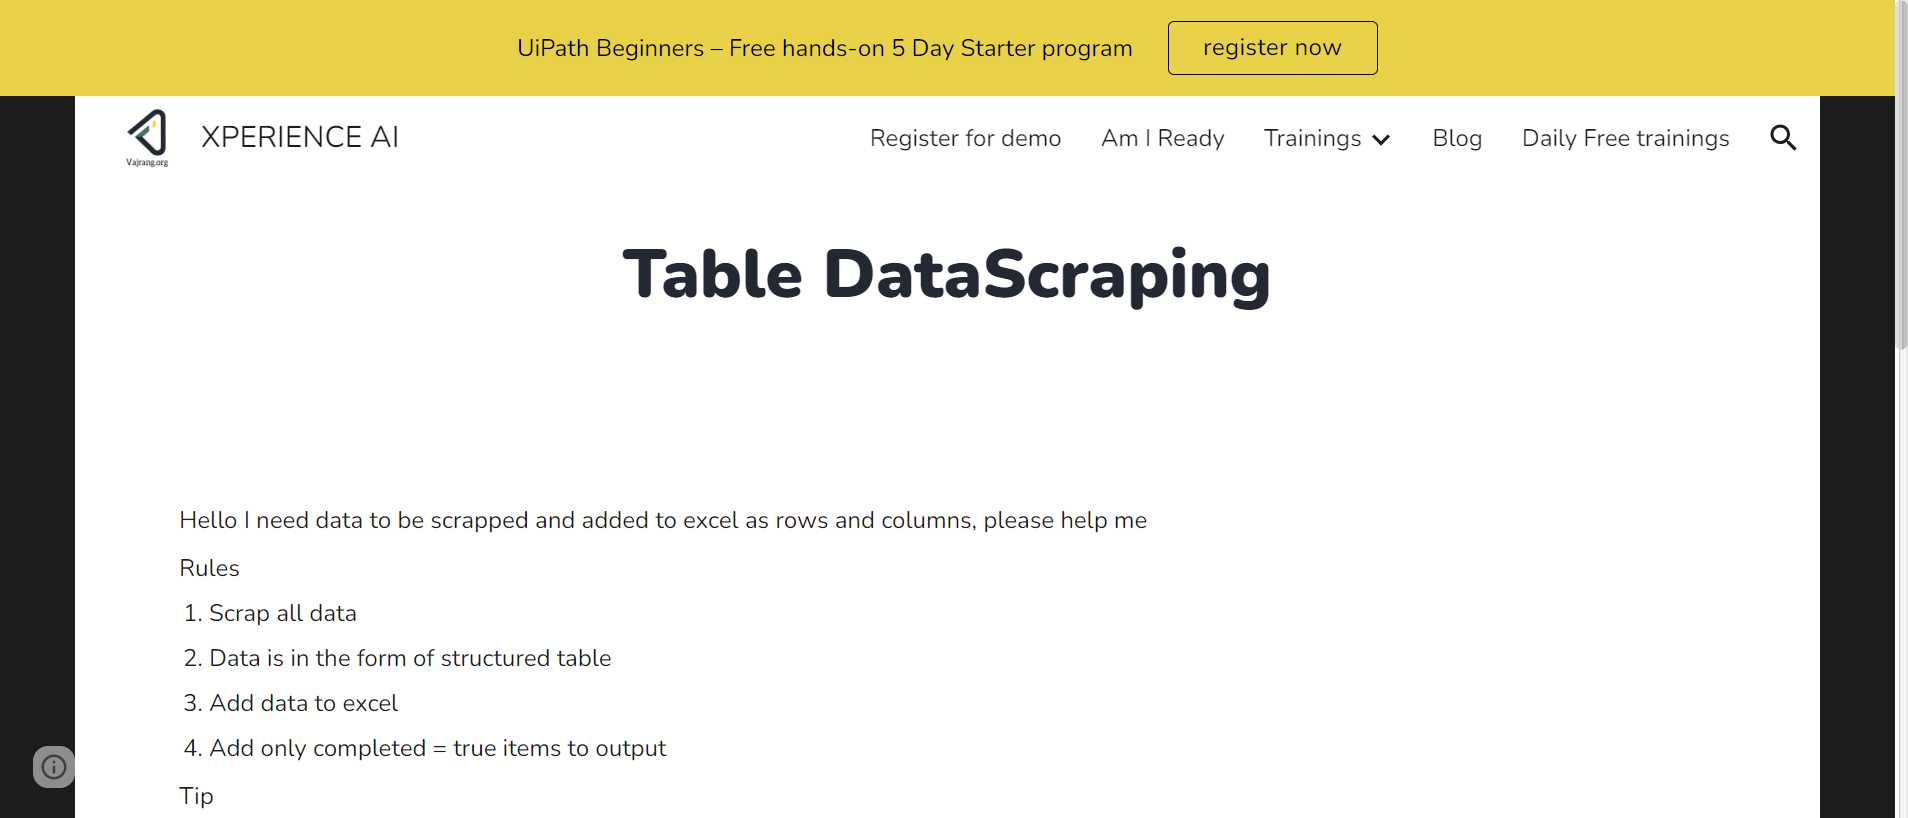 UiPath Beginners – Free hands-on 5 Day Starter program
register now
Vajrang.org
XPERIENCE AI
Register for demo
Am I Ready
Trainings
Blog
Daily Free trainings
Table DataScraping
Hello I need data to be scrapped and added to excel as rows and columns, please help me
Rules
1. Scrap all data
2. Data is in the form of structured table
3. Add data to excel
4. Add only completed = true items to output
Tip